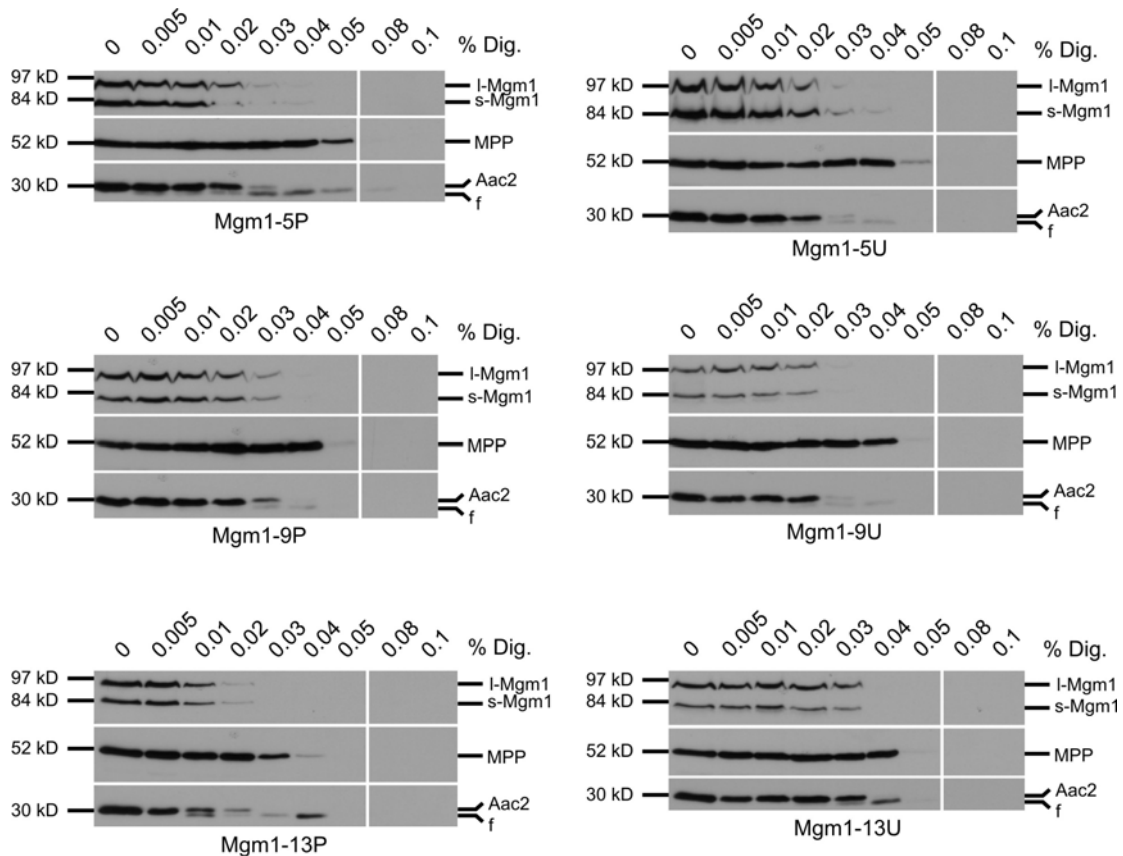 0 0.005 0.01 0.02 0.03 0.04 0.05 0.08 0.1 % Dig.
97 kD l-Mgm1
84 kD s-Mgm1
52 kD MPP
30 kD Aac2
f
Mgm1-5P
0 0.005 0.01 0.02 0.03 0.04 0.05 0.08 0.1 % Dig.
97 kD l-Mgm1
84 kD s-Mgm1
52 kD MPP
30 kD Aac2
f
Mgm1-5U
0 0.005 0.01 0.02 0.03 0.04 0.05 0.08 0.1 % Dig.
97 kD l-Mgm1
84 kD s-Mgm1
52 kD MPP
30 kD Aac2
f
Mgm1-9P
0 0.005 0.01 0.02 0.03 0.04 0.05 0.08 0.1 % Dig.
97 kD l-Mgm1
84 kD s-Mgm1
52 kD MPP
30 kD Aac2
f
Mgm1-9U
0 0.005 0.01 0.02 0.03 0.04 0.05 0.08 0.1 % Dig.
97 kD l-Mgm1
84 kD s-Mgm1
52 kD MPP
30 kD Aac2
f
Mgm1-13P
0 0.005 0.01 0.02 0.03 0.04 0.05 0.08 0.1 % Dig.
97 kD l-Mgm1
84 kD s-Mgm1
52 kD MPP
30 kD Aac2
f
Mgm1-13U